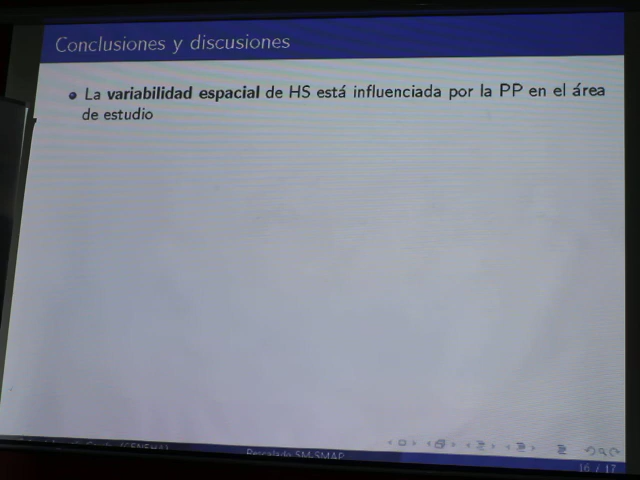 Conclusiones y discusiones
La variabilidad espacial de HS está influenciada por la PP en el área
de estudio
Pescalado SM-SMAP
16 / 17